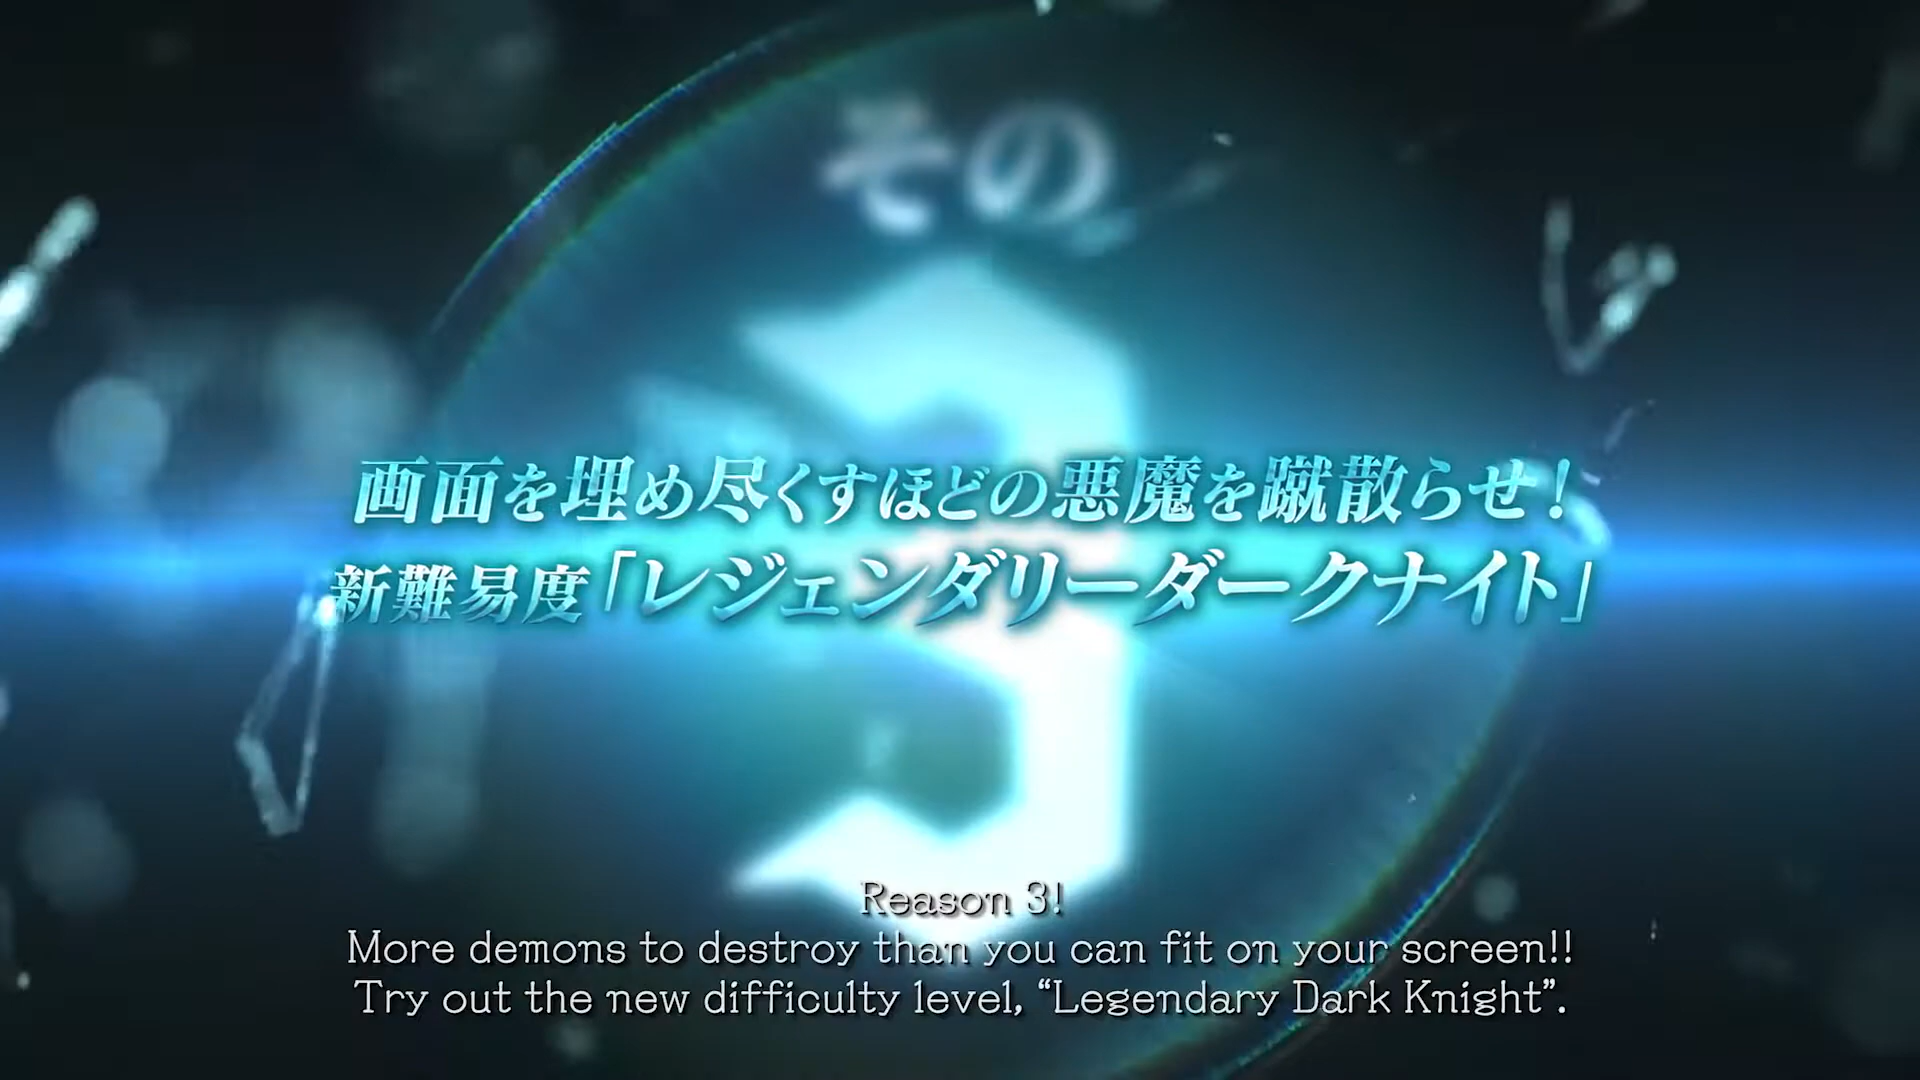 その
3
画面を埋め尽くすほどの悪魔を蹴散らせ!
新難易度「レジェンダリーダークナイト」
Reason 3!
More demons to destroy than you can fit on your screen!!
Try out the new difficulty level, “Legendary Dark Knight”.